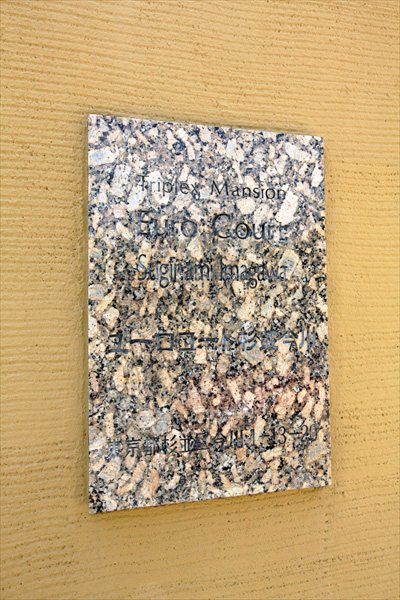 Triplex Mansion
Euro Court
Suginami Imagawa
ユーロコート杉並今川
東京都杉並区今川